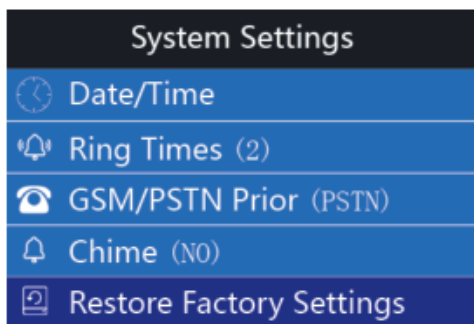 System Settings
Date/Time
Ring Times (2)
GSM/PSTN Prior (PSTN)
Chime (NO)
Restore Factory Settings